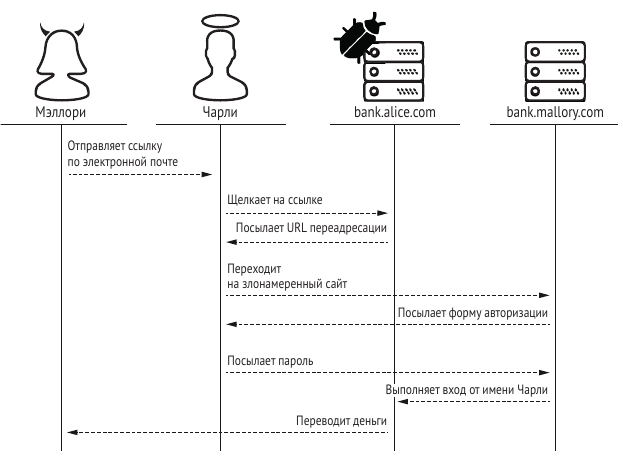 Мэллори
Чарли
bank.alice.com
bank.mallory.com
Отправляет ссылку
по электронной почте
Щелкает на ссылке
Посылает URL переадресации
Переходит
на злонамеренный сайт
Посылает форму авторизации
Посылает пароль
Выполняет вход от имени Чарли
Переводит деньги